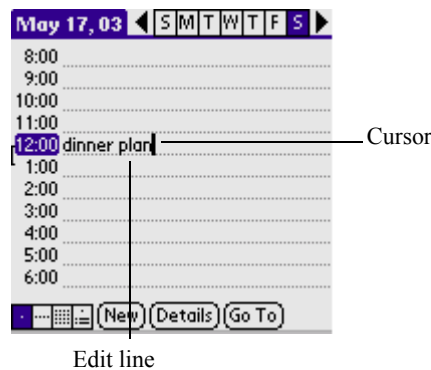 May 17, 03 S M T W T F S
8:00
9:00
10:00
11:00
12:00 dinner plan
Cursor
1:00
2:00
3:00
4:00
5:00
6:00
New Details Go To
Edit line